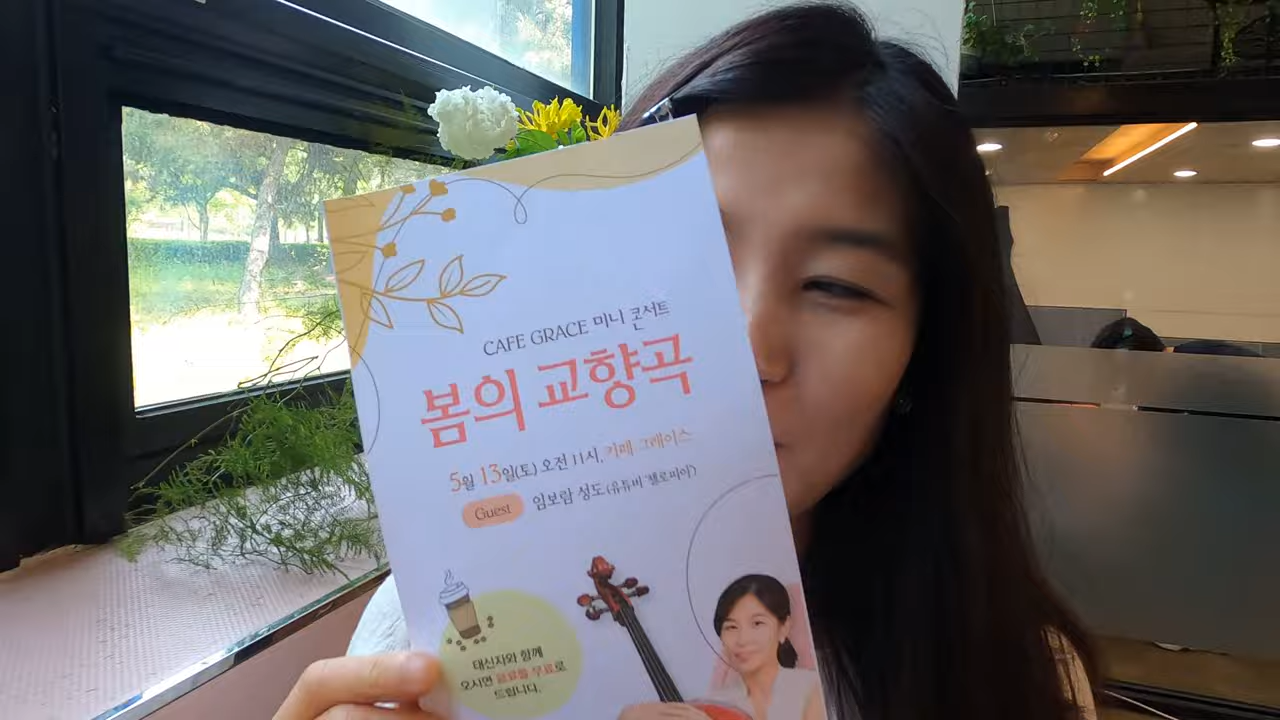 CAFE GRACE 미니 콘서트
봄의 교향곡
5월 13일(토) 오전 11시, 카페 그레이스
Guest 임보람 성도 (유튜버 '첼로피아')
태신자와 함께
오시면 음료를 무료로
드립니다.